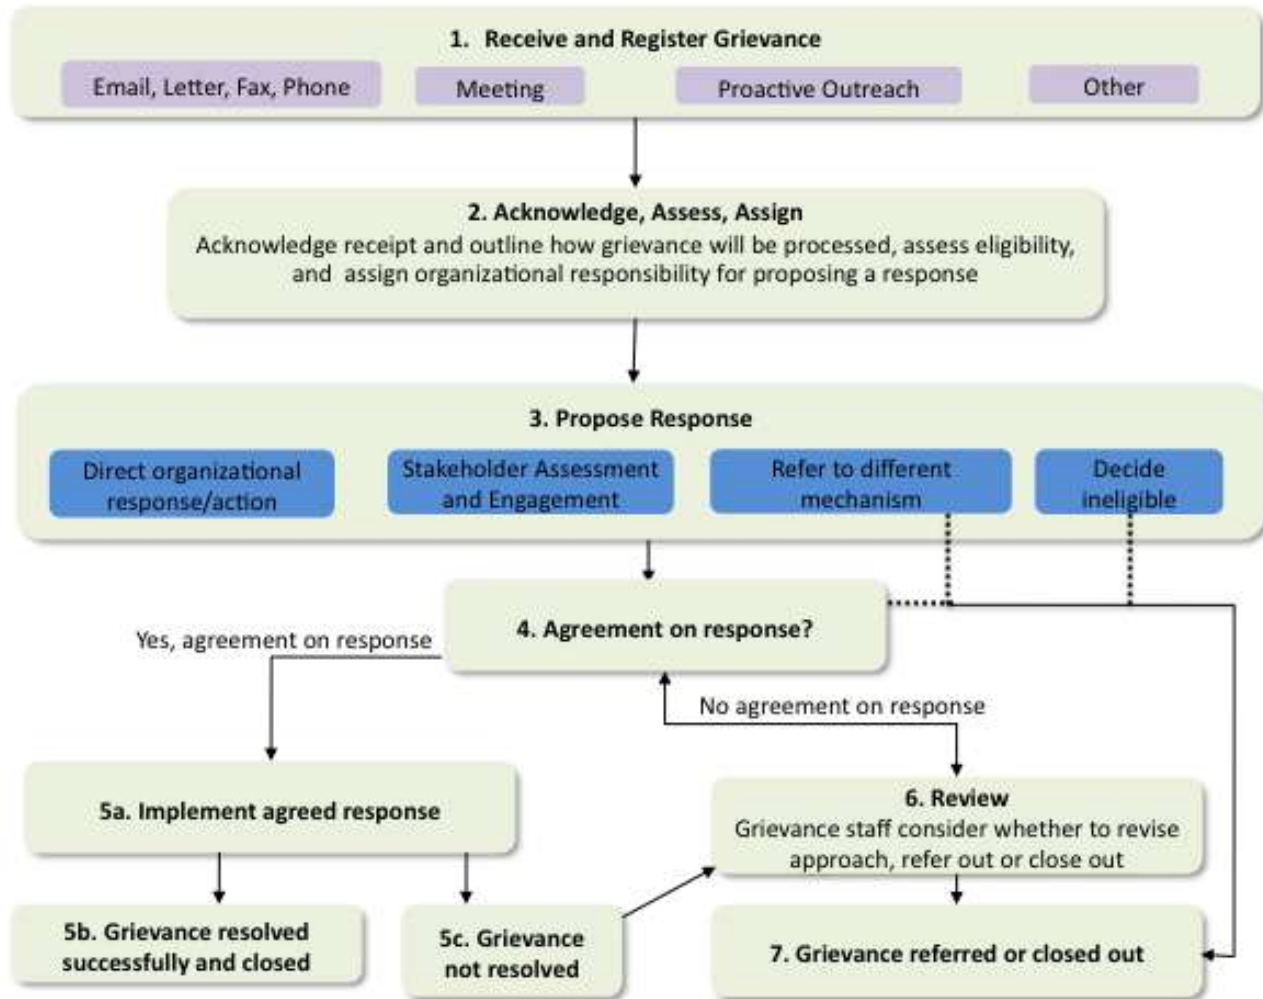 1. Receive and Register Grievance
Email, Letter, Fax, Phone
Meeting
Proactive Outreach
Other
2. Acknowledge, Assess, Assign
Acknowledge receipt and outline how grievance will be processed, assess eligibility,
and assign organizational responsibility for proposing a response
3. Propose Response
Direct organizational
response/action
Stakeholder Assessment
and Engagement
Refer to different
mechanism
Decide
ineligible
4. Agreement on response?
Yes, agreement on response
No agreement on response
5a. Implement agreed response
6. Review
Grievance staff consider whether to revise
approach, refer out or close out
5b. Grievance resolved
successfully and closed
5c. Grievance
not resolved
7. Grievance referred or closed out